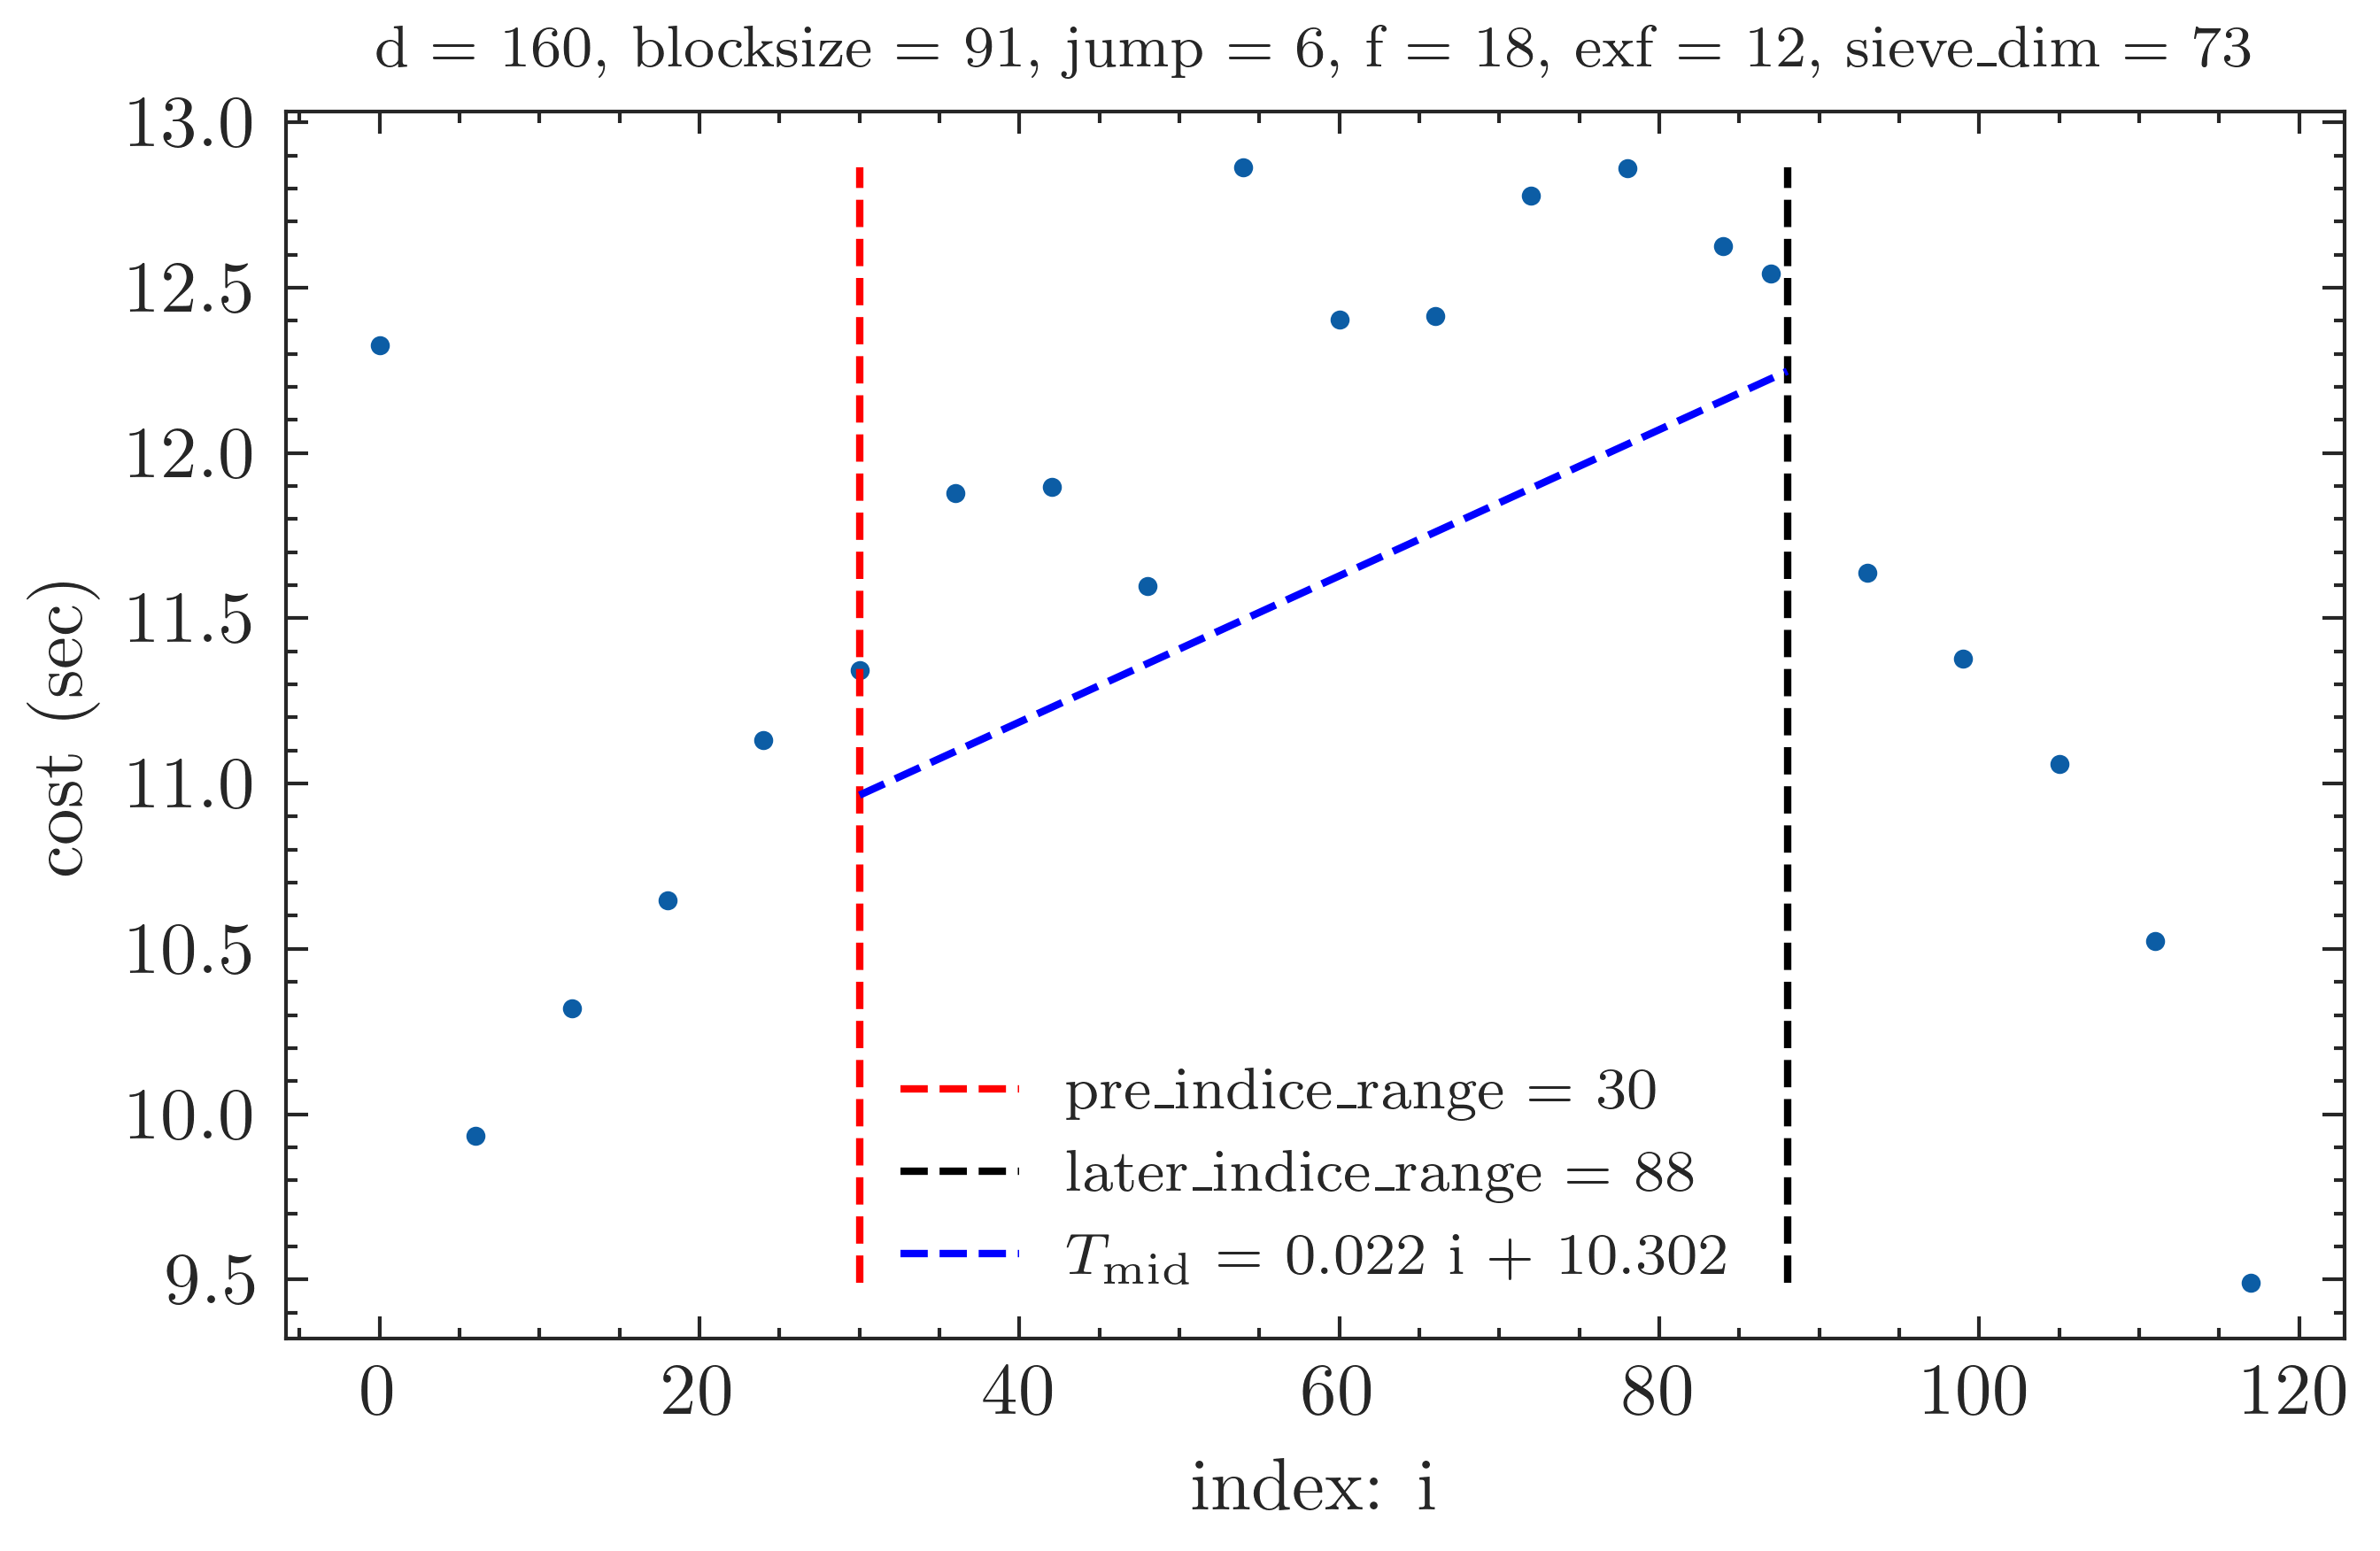 d = 160, blocksize = 91, jump = 6, f = 18, exf = 12, sieve_dim = 73
13.0
12.5
12.0
11.5
11.0
10.5
10.0
9.5
cost (sec)
pre_indice_range = 30
later_indice_range = 88
T_mid = 0.022 i + 10.302
0 20 40 60 80 100 120
index: i